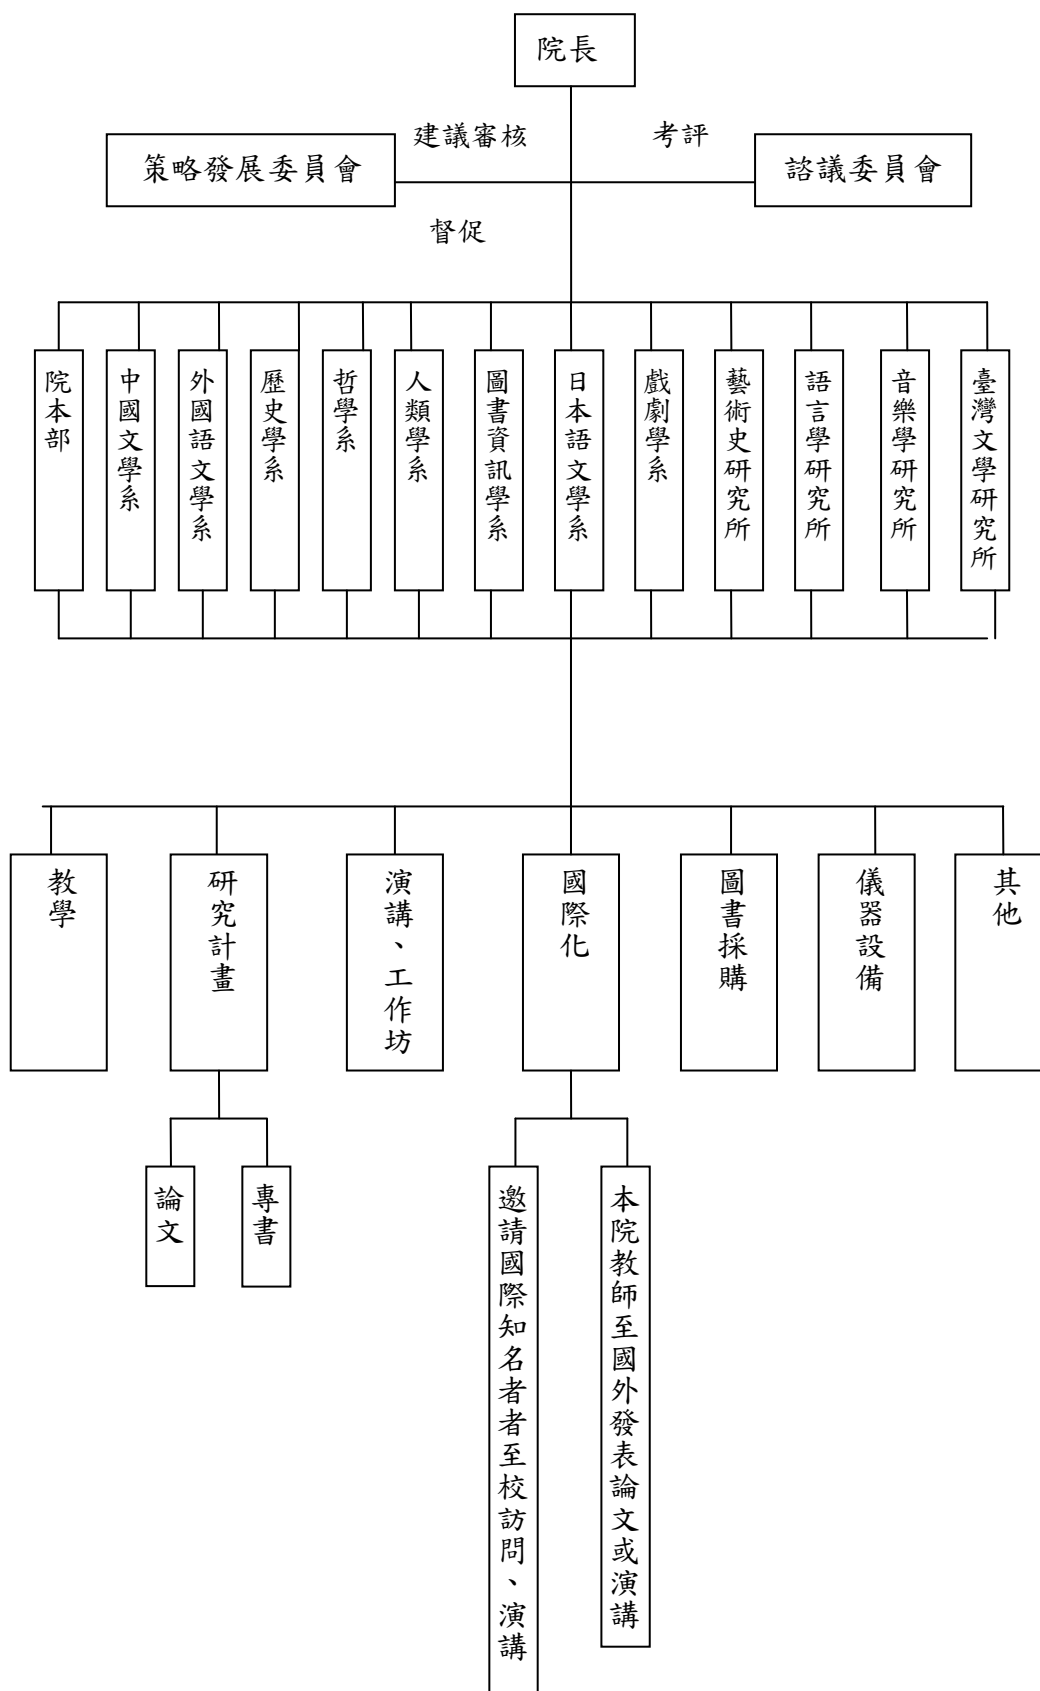 院長
建議審核
考評
策略發展委員會
諮議委員會
督促
院本部
中國文學系
外國語文學系
歷史學系
哲學系
人類學系
圖書資訊學系
日本語文學系
戲劇學系
藝術史研究所
語言學研究所
音樂學研究所
臺灣文學研究所
教學
研究計畫
演講、工作坊
國際化
圖書採購
儀器設備
其他
論文
專書
邀請國際知名者者至校訪問、演講
本院教師至國外發表論文或演講